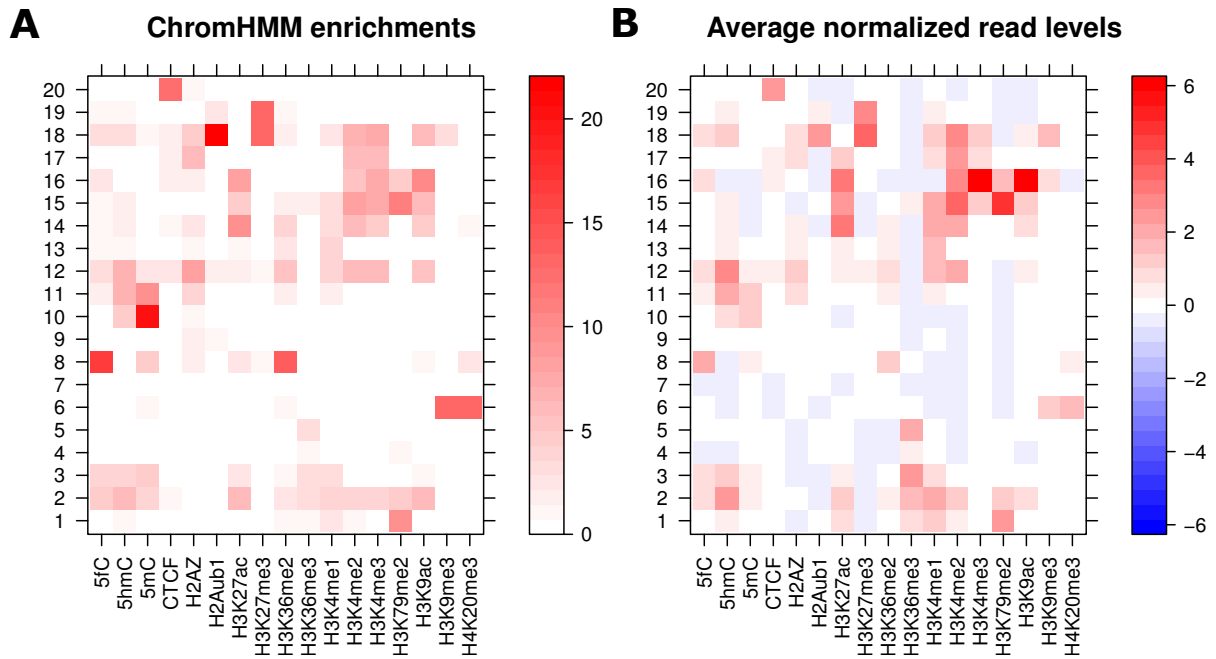 A
ChromHMM enrichments
B
Average normalized read levels
20
19
18
17
16
15
14
13
12
11
10
9
8
7
6
5
4
3
2
1
5fC
5hmC
5mC
CTCF
H2AZ
H2Aub1
H3K27ac
H3K27me3
H3K36me2
H3K36me3
H3K4me1
H3K4me2
H3K4me3
H3K79me2
H3K9ac
H3K9me3
H4K20me3
20
15
10
5
0
20
19
18
17
16
15
14
13
12
11
10
9
8
7
6
5
4
3
2
1
5fC
5hmC
5mC
CTCF
H2AZ
H2Aub1
H3K27ac
H3K27me3
H3K36me2
H3K36me3
H3K4me1
H3K4me2
H3K4me3
H3K79me2
H3K9ac
H3K9me3
H4K20me3
6
4
2
0
−2
−4
−6